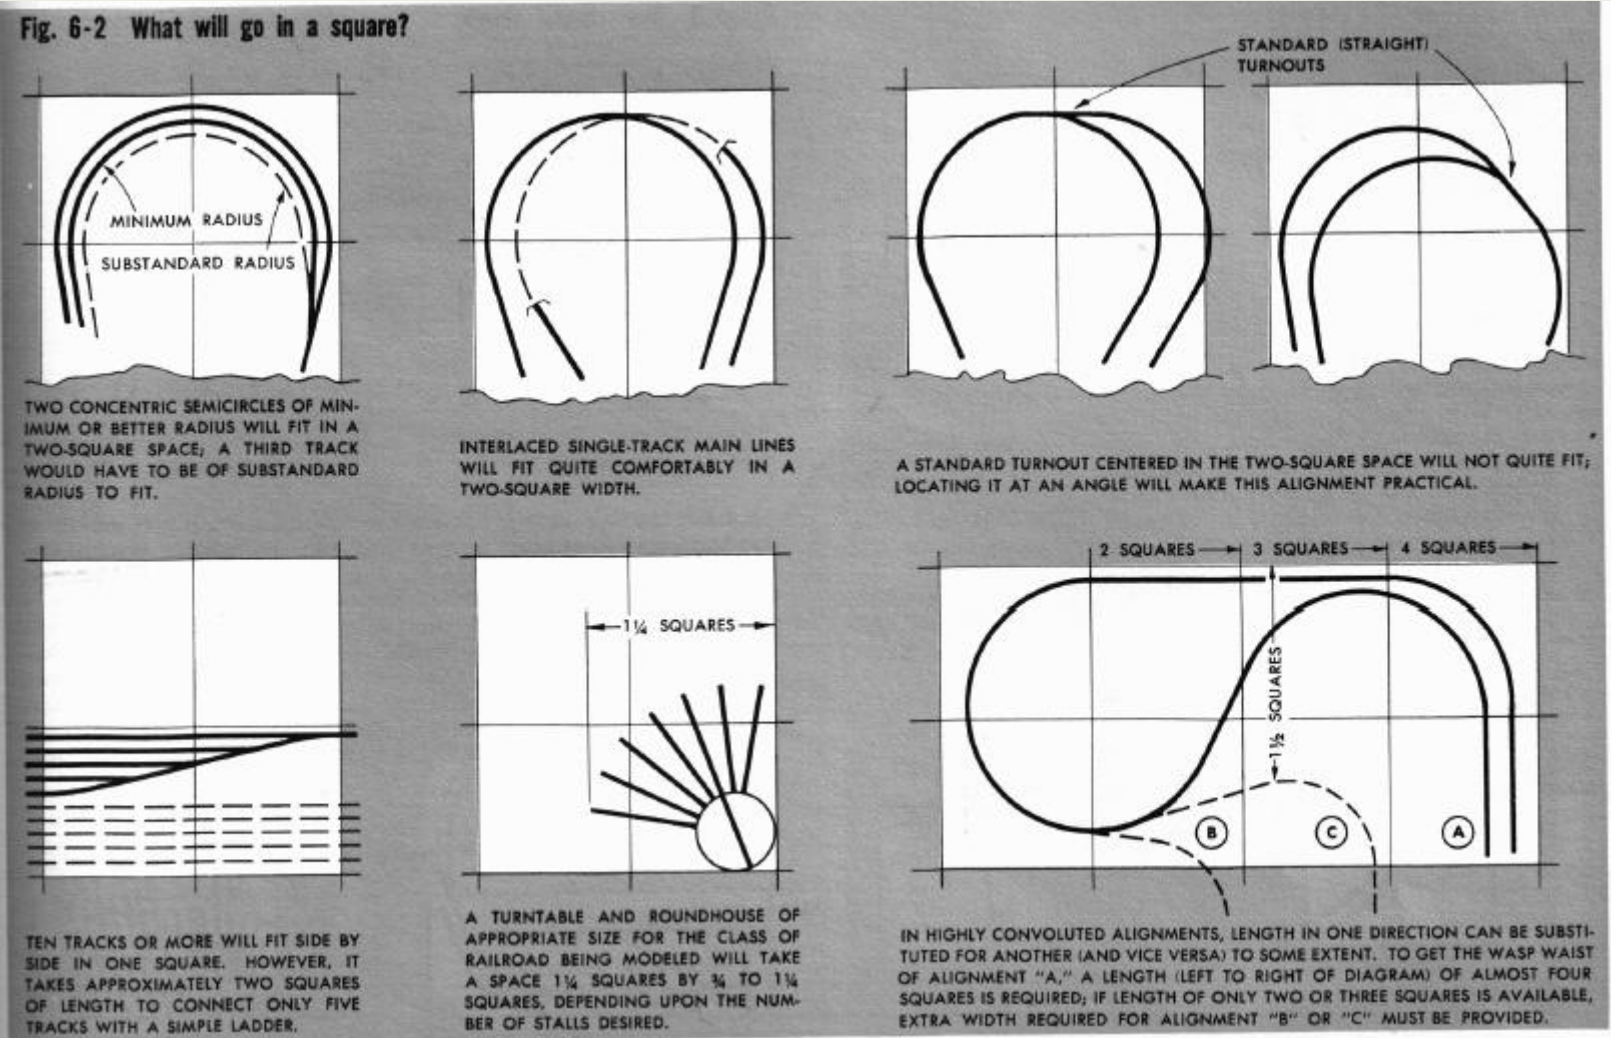 Fig. 6-2 What will go in a square?
MINIMUM RADIUS
SUBSTANDARD RADIUS
TWO CONCENTRIC SEMICIRCLES OF MIN-
IMUM OR BETTER RADIUS WILL FIT IN A
TWO-SQUARE SPACE; A THIRD TRACK
WOULD HAVE TO BE OF SUBSTANDARD
RADIUS TO FIT.
INTERLACED SINGLE-TRACK MAIN LINES
WILL FIT QUITE COMFORTABLY IN A
TWO-SQUARE WIDTH.
STANDARD (STRAIGHT)
TURNOUTS
A STANDARD TURNOUT CENTERED IN THE TWO-SQUARE SPACE WILL NOT QUITE FIT;
LOCATING IT AT AN ANGLE WILL MAKE THIS ALIGNMENT PRACTICAL.
TEN TRACKS OR MORE WILL FIT SIDE BY
SIDE IN ONE SQUARE. HOWEVER, IT
TAKES APPROXIMATELY TWO SQUARES
OF LENGTH TO CONNECT ONLY FIVE
TRACKS WITH A SIMPLE LADDER.
1¼ SQUARES
A TURNTABLE AND ROUNDHOUSE OF
APPROPRIATE SIZE FOR THE CLASS OF
RAILROAD BEING MODELED WILL TAKE
A SPACE 1¼ SQUARES BY ¾ TO 1¼
SQUARES, DEPENDING UPON THE NUM-
BER OF STALLS DESIRED.
2 SQUARES 3 SQUARES 4 SQUARES
1½ SQUARES
B C A
IN HIGHLY CONVOLUTED ALIGNMENTS, LENGTH IN ONE DIRECTION CAN BE SUBSTI-
TUTED FOR ANOTHER (AND VICE VERSA) TO SOME EXTENT. TO GET THE WASP WAIST
OF ALIGNMENT "A," A LENGTH (LEFT TO RIGHT OF DIAGRAM) OF ALMOST FOUR
SQUARES IS REQUIRED; IF LENGTH OF ONLY TWO OR THREE SQUARES IS AVAILABLE,
EXTRA WIDTH REQUIRED FOR ALIGNMENT "B" OR "C" MUST BE PROVIDED.